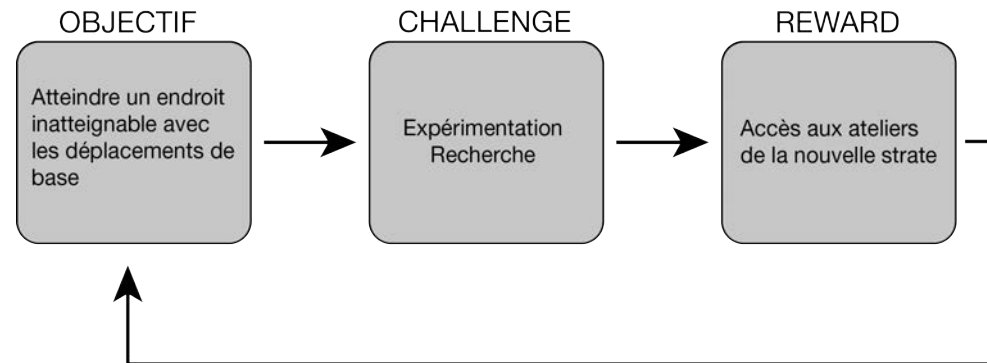 OBJECTIF
Atteindre un endroit
inatteignable avec
les déplacements de
base
CHALLENGE
Expérimentation
Recherche
REWARD
Accès aux ateliers
de la nouvelle strate